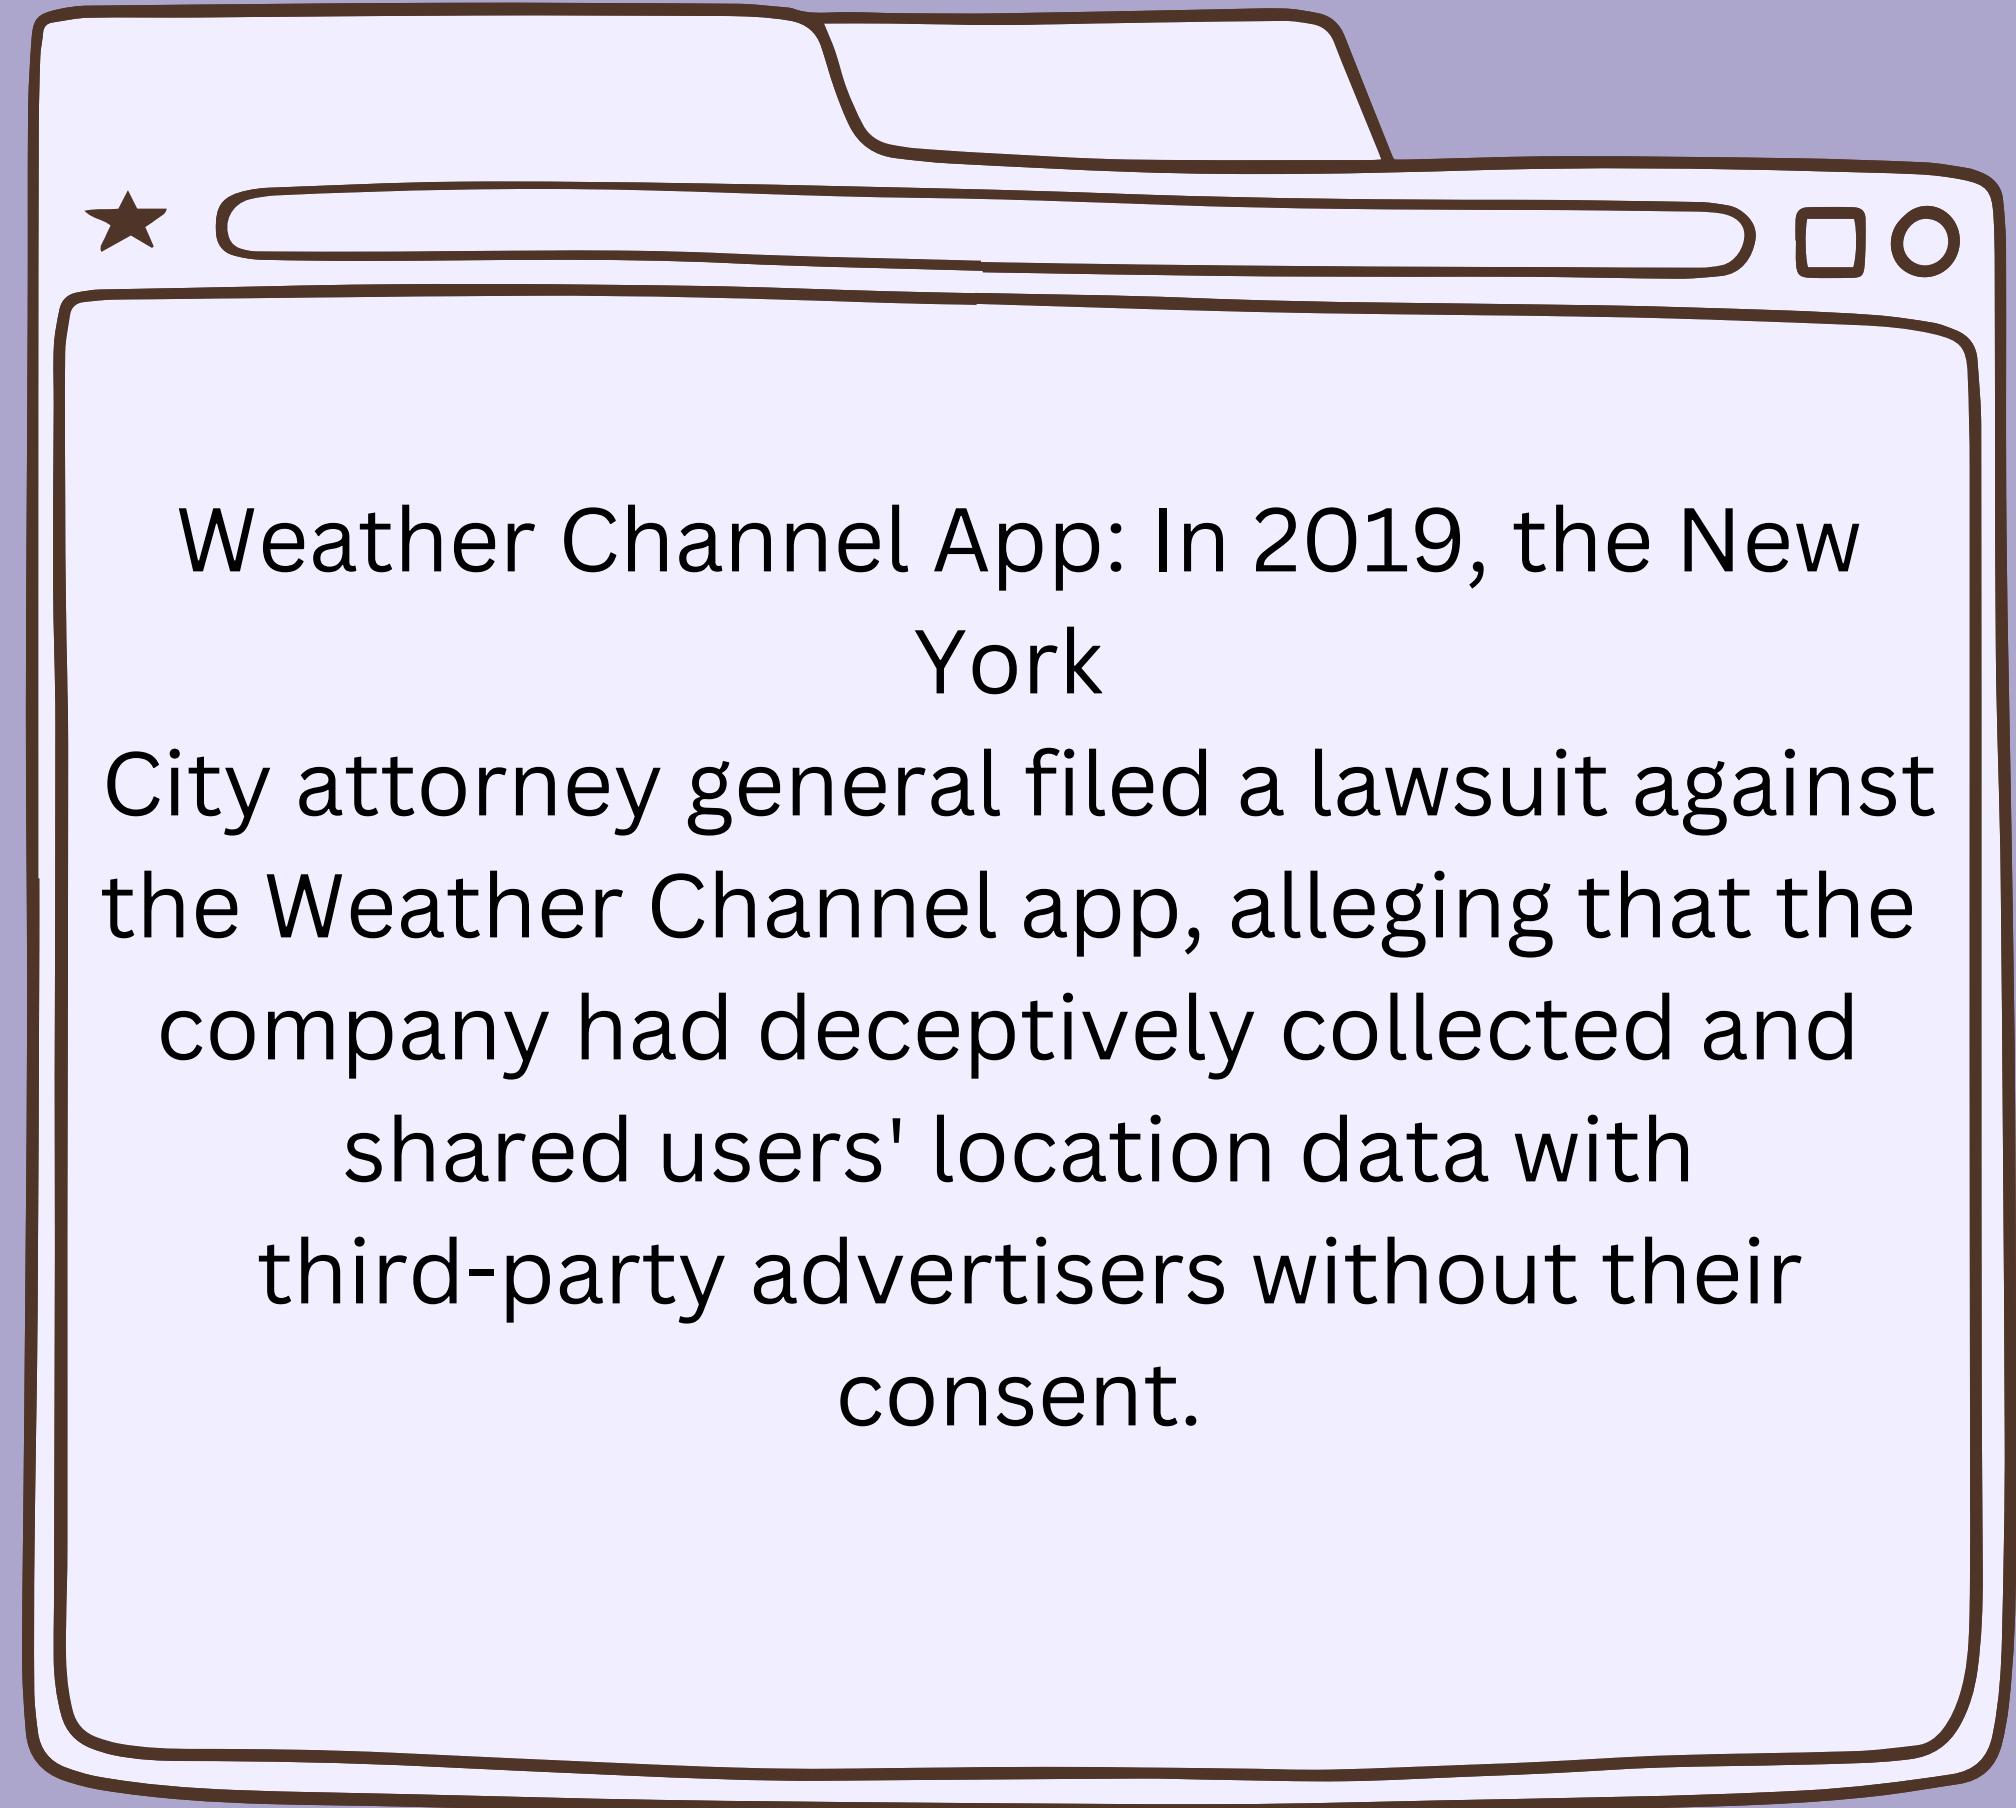 Weather Channel App: In 2019, the New
York
City attorney general filed a lawsuit against
the Weather Channel app, alleging that the
company had deceptively collected and
shared users' location data with
third-party advertisers without their
consent.